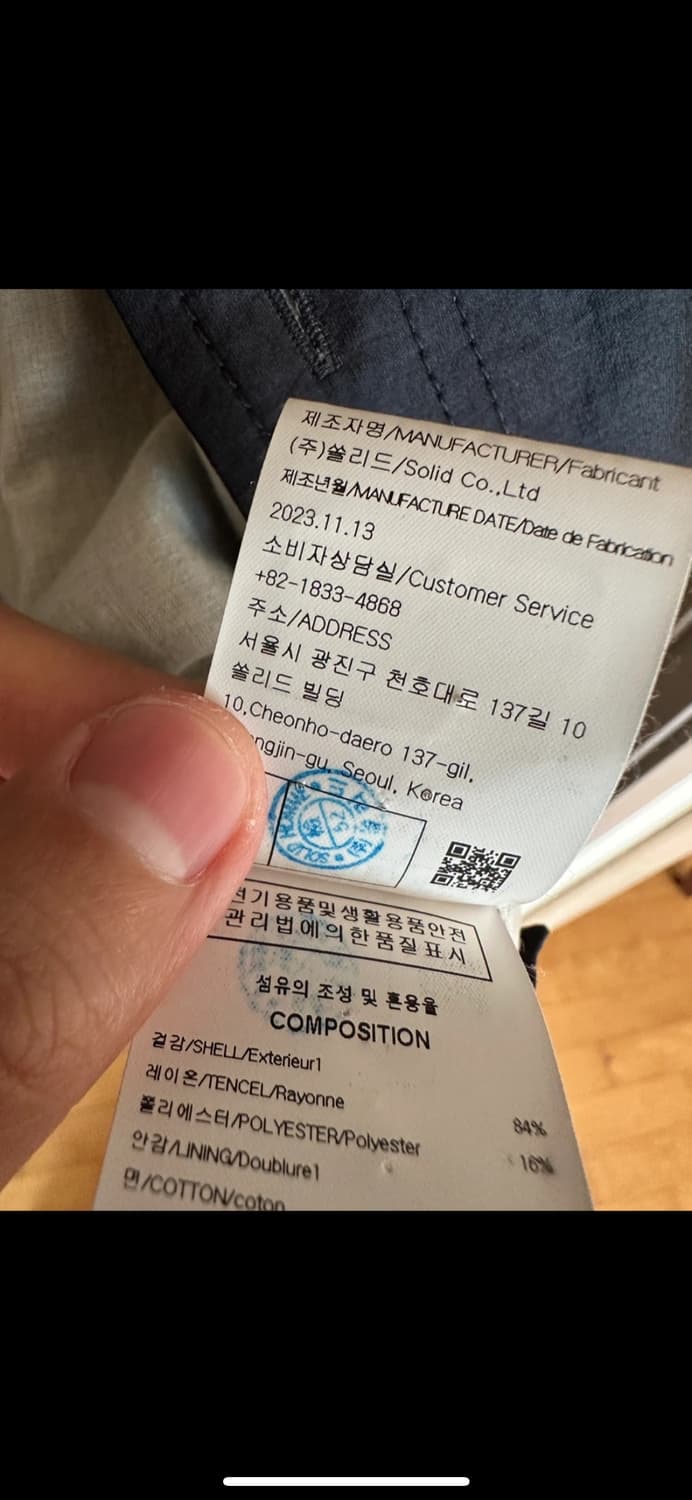 제조자명/MANUFACTURER/Fabricant
(주)쏠리드/Solid Co.,Ltd
제조년월/MANUFACTURE DATE/Date de Fabrication
2023.11.13
소비자상담실/Customer Service
+82-1833-4868
주소/ADDRESS
서울시 광진구 천호대로 137길 10
쏠리드 빌딩
10,Cheonho-daero 137-gil,
ngjin-gu, Seoul, Korea
기용품및생활용품안전
관리법에의한품질표시
섬유의 조성 및 혼용율
COMPOSITION
겉감/SHELL/Exterieur1
레이온/TENCEL/Rayonne 84%
폴리에스터/POLYESTER/Polyester 16%
안감/LINING/Doublure1
면/COTTON/coton